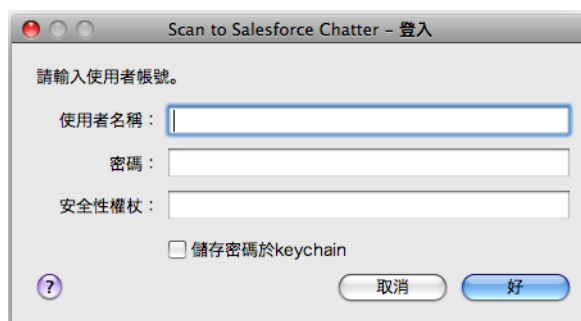 Scan to Salesforce Chatter – 登入
請輸入使用者帳號。
使用者名稱：
密碼：
安全性權杖：
儲存密碼於keychain
?
取消
好